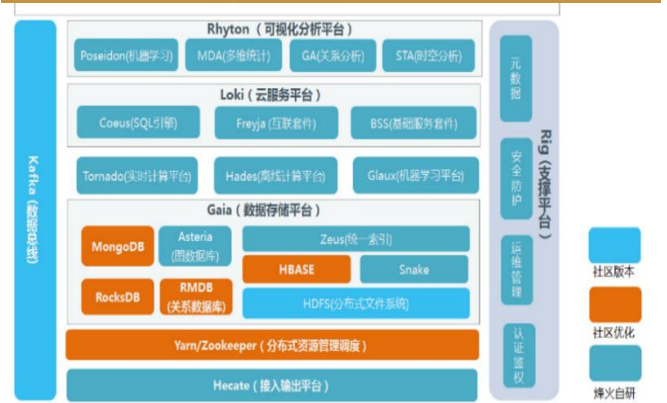 Kafka (数据总线)
Rhyton（可视化分析平台）
Poseidon(机器学习)
MDA(多维统计)
GA(关系分析)
STA(时空分析)
Loki（云服务平台）
Coeus(SQL引擎)
Freyja (互联套件)
BSS(基础服务套件)
Tornado(实时计算平台)
Hades(离线计算平台)
Glaux(机器学习平台)
Gaia（数据存储平台）
MongoDB
Asteria
(图数据库)
Zeus(统一索引)
HBASE
Snake
RocksDB
RMDB
(关系数据库)
HDFS(分布式文件系统)
Yarn/Zookeeper（分布式资源管理调度）
Hecate（接入输出平台）
元数据
安全防护
运维管理
认证鉴权
Rig(支撑平台)
社区版本
社区优化
烽火自研